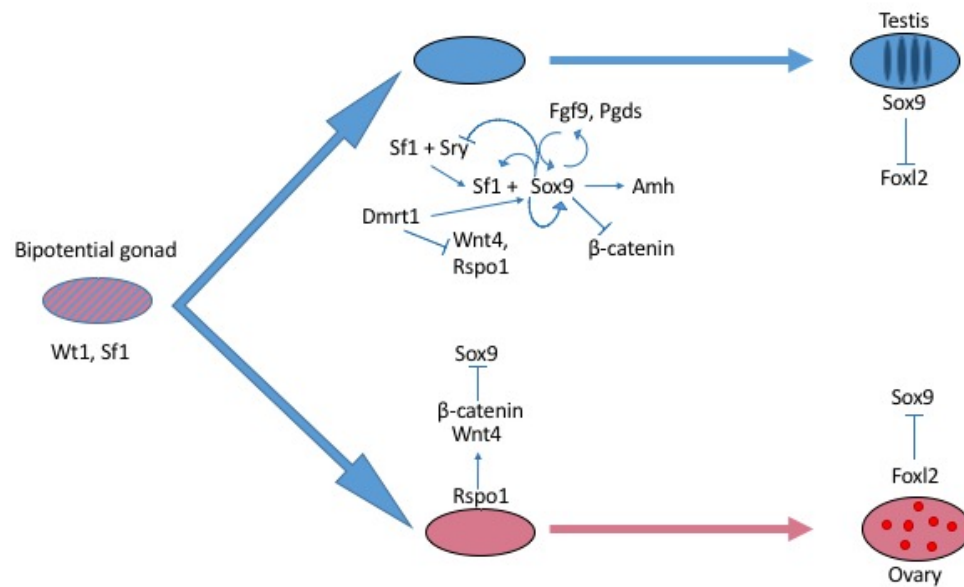 Testis
Sox9
Foxl2
Fgf9, Pgds
Sf1 + Sry
Sf1 + Sox9
Amh
Dmrt1
Wnt4,
Rspo1
β-catenin
Bipotential gonad
Wt1, Sf1
Sox9
β-catenin
Wnt4
Rspo1
Sox9
Foxl2
Ovary